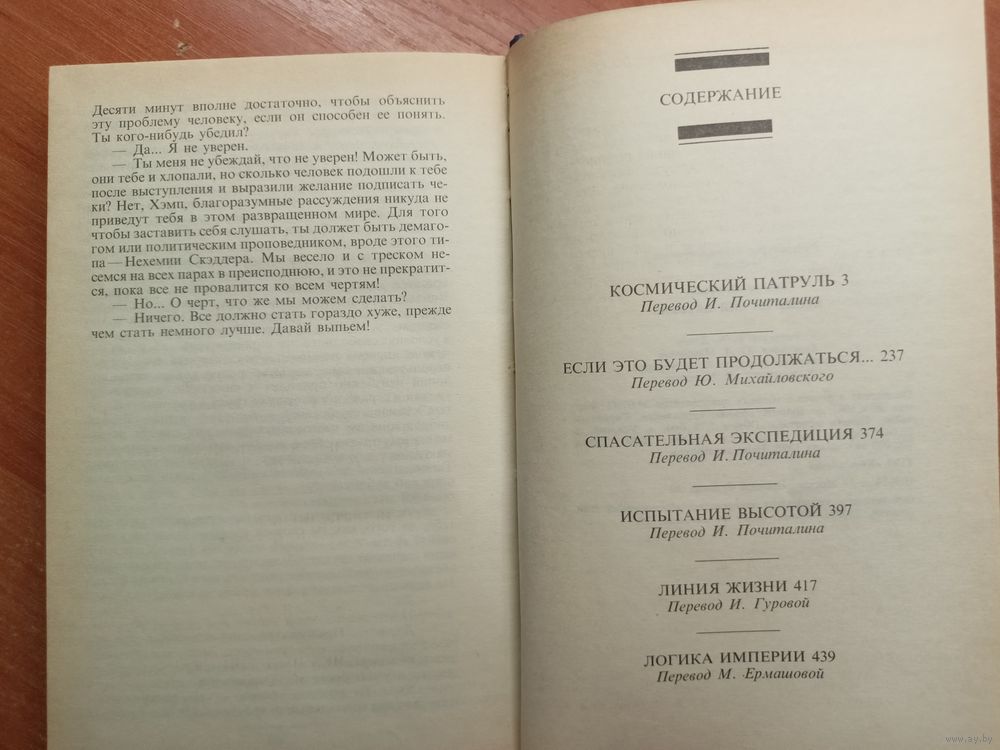 Десяти минут вполне достаточно, чтобы объяснить
эту проблему человеку, если он способен ее понять.
Ты кого-нибудь убедил?
— Да... Я не уверен.
— Ты меня не убеждай, что не уверен! Может быть,
они тебе и хлопали, но сколько человек подошли к тебе
после выступления и выразили желание подписать че-
ки? Нет, Хэмп, благоразумные рассуждения никуда не
приведут тебя в этом развращенном мире. Для того
чтобы заставить себя слушать, ты должен быть демаго-
гом или политическим проповедником, вроде этого ти-
па — Нехемии Скэддера. Мы весело и с треском не-
семся на всех парах в преисподнюю, и это не прекратит-
ся, пока все не провалится ко всем чертям!
— Но... О черт, что же мы можем сделать?
— Ничего. Все должно стать гораздо хуже, прежде
чем стать немного лучше. Давай выпьем!
СОДЕРЖАНИЕ
КОСМИЧЕСКИЙ ПАТРУЛЬ 3
Перевод И. Почиталина
ЕСЛИ ЭТО БУДЕТ ПРОДОЛЖАТЬСЯ... 237
Перевод Ю. Михайловского
СПАСАТЕЛЬНАЯ ЭКСПЕДИЦИЯ 374
Перевод И. Почиталина
ИСПЫТАНИЕ ВЫСОТОЙ 397
Перевод И. Почиталина
ЛИНИЯ ЖИЗНИ 417
Перевод И. Гуровой
ЛОГИКА ИМПЕРИИ 439
Перевод М. Ермашовой
www.ay.by